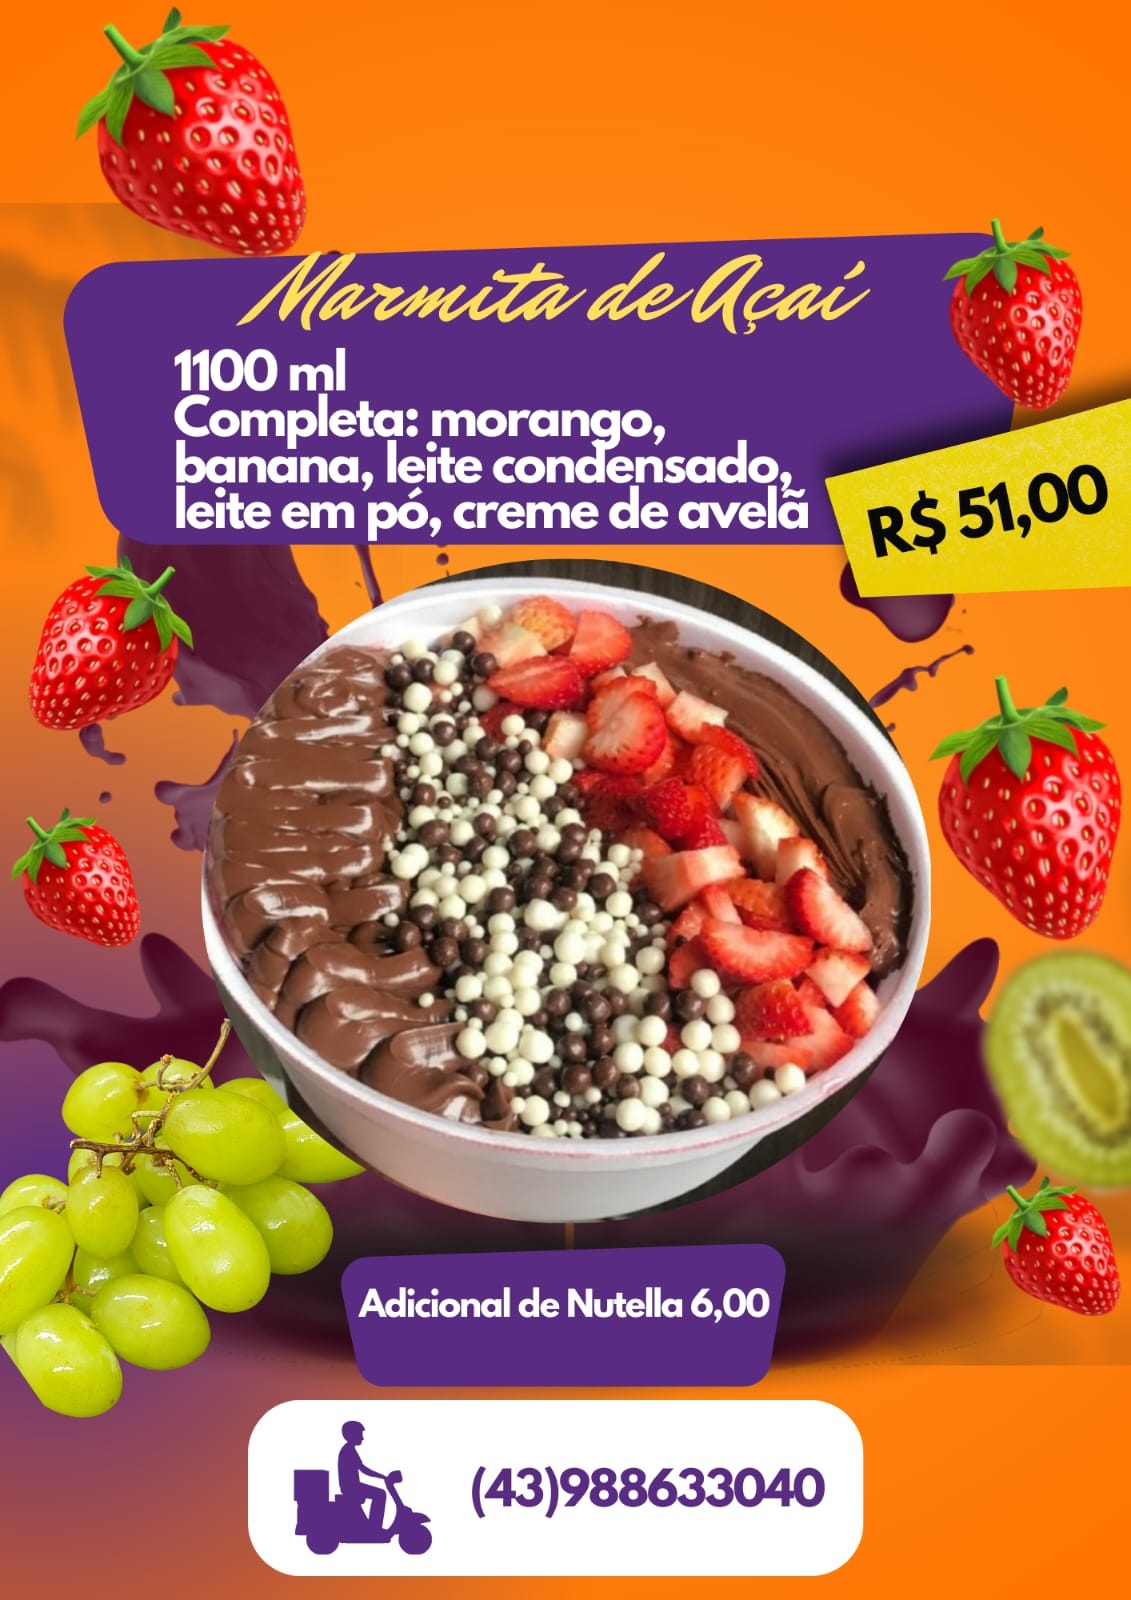 Marmita de Açaí
1100 ml
Completa: morango,
banana, leite condensado,
leite em pó, creme de avelã
R$ 51,00
Adicional de Nutella 6,00
(43)988633040